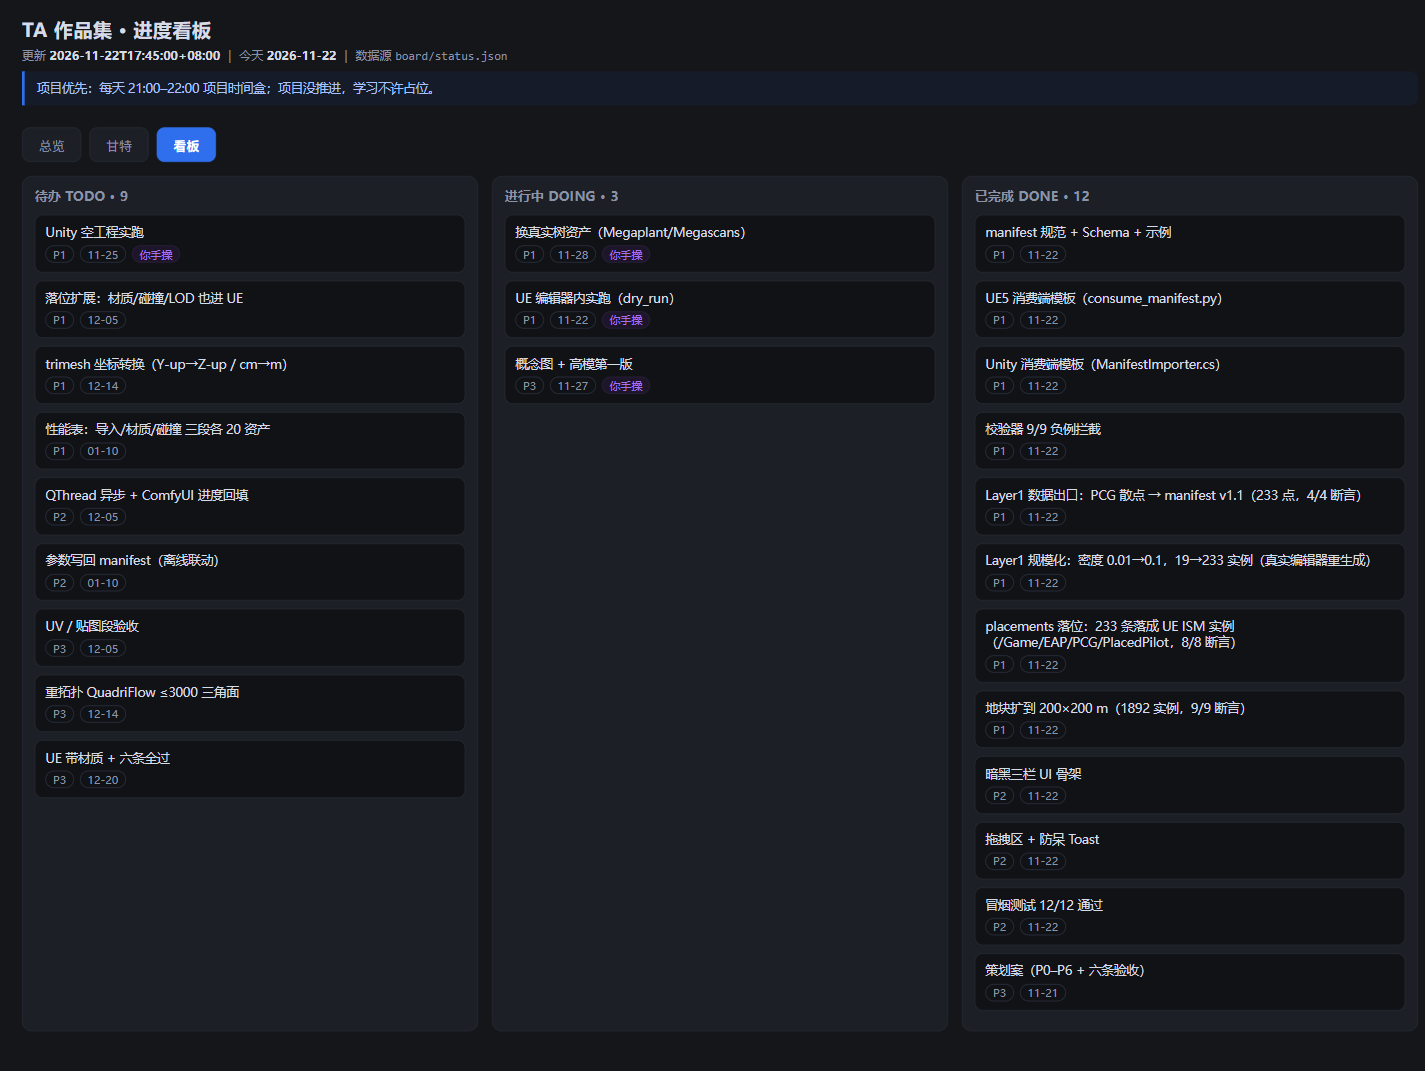 TA 作品集 • 进度看板
更新 2026-11-22T17:45:00+08:00 | 今天 2026-11-22 | 数据源 board/status.json
项目优先：每天 21:00–22:00 项目时间盒；项目没推进，学习不许占位。
总览 甘特 看板
待办 TODO • 9
Unity 空工程实跑
P1 11-25 你手操
落位扩展：材质/碰撞/LOD 也进 UE
P1 12-05
trimesh 坐标转换（Y-up→Z-up / cm→m）
P1 12-14
性能表：导入/材质/碰撞 三段各 20 资产
P1 01-10
QThread 异步 + ComfyUI 进度回填
P2 12-05
参数写回 manifest（离线联动）
P2 01-10
UV / 贴图段验收
P3 12-05
重拓扑 QuadriFlow ≤3000 三角面
P3 12-14
UE 带材质 + 六条全过
P3 12-20
进行中 DOING • 3
换真实树资产（Megaplant/Megascans）
P1 11-28 你手操
UE 编辑器内实跑（dry_run）
P1 11-22 你手操
概念图 + 高模第一版
P3 11-27 你手操
已完成 DONE • 12
manifest 规范 + Schema + 示例
P1 11-22
UE5 消费端模板（consume_manifest.py）
P1 11-22
Unity 消费端模板（ManifestImporter.cs）
P1 11-22
校验器 9/9 负例拦截
P1 11-22
Layer1 数据出口：PCG 散点 → manifest v1.1（233 点，4/4 断言）
P1 11-22
Layer1 规模化：密度 0.01→0.1，19→233 实例（真实编辑器重生成）
P1 11-22
placements 落位：233 条落成 UE ISM 实例
（/Game/EAP/PCG/PlacedPilot，8/8 断言）
P1 11-22
地块扩到 200×200 m（1892 实例，9/9 断言）
P1 11-22
暗黑三栏 UI 骨架
P2 11-22
拖拽区 + 防呆 Toast
P2 11-22
冒烟测试 12/12 通过
P2 11-22
策划案（P0–P6 + 六条验收）
P3 11-21